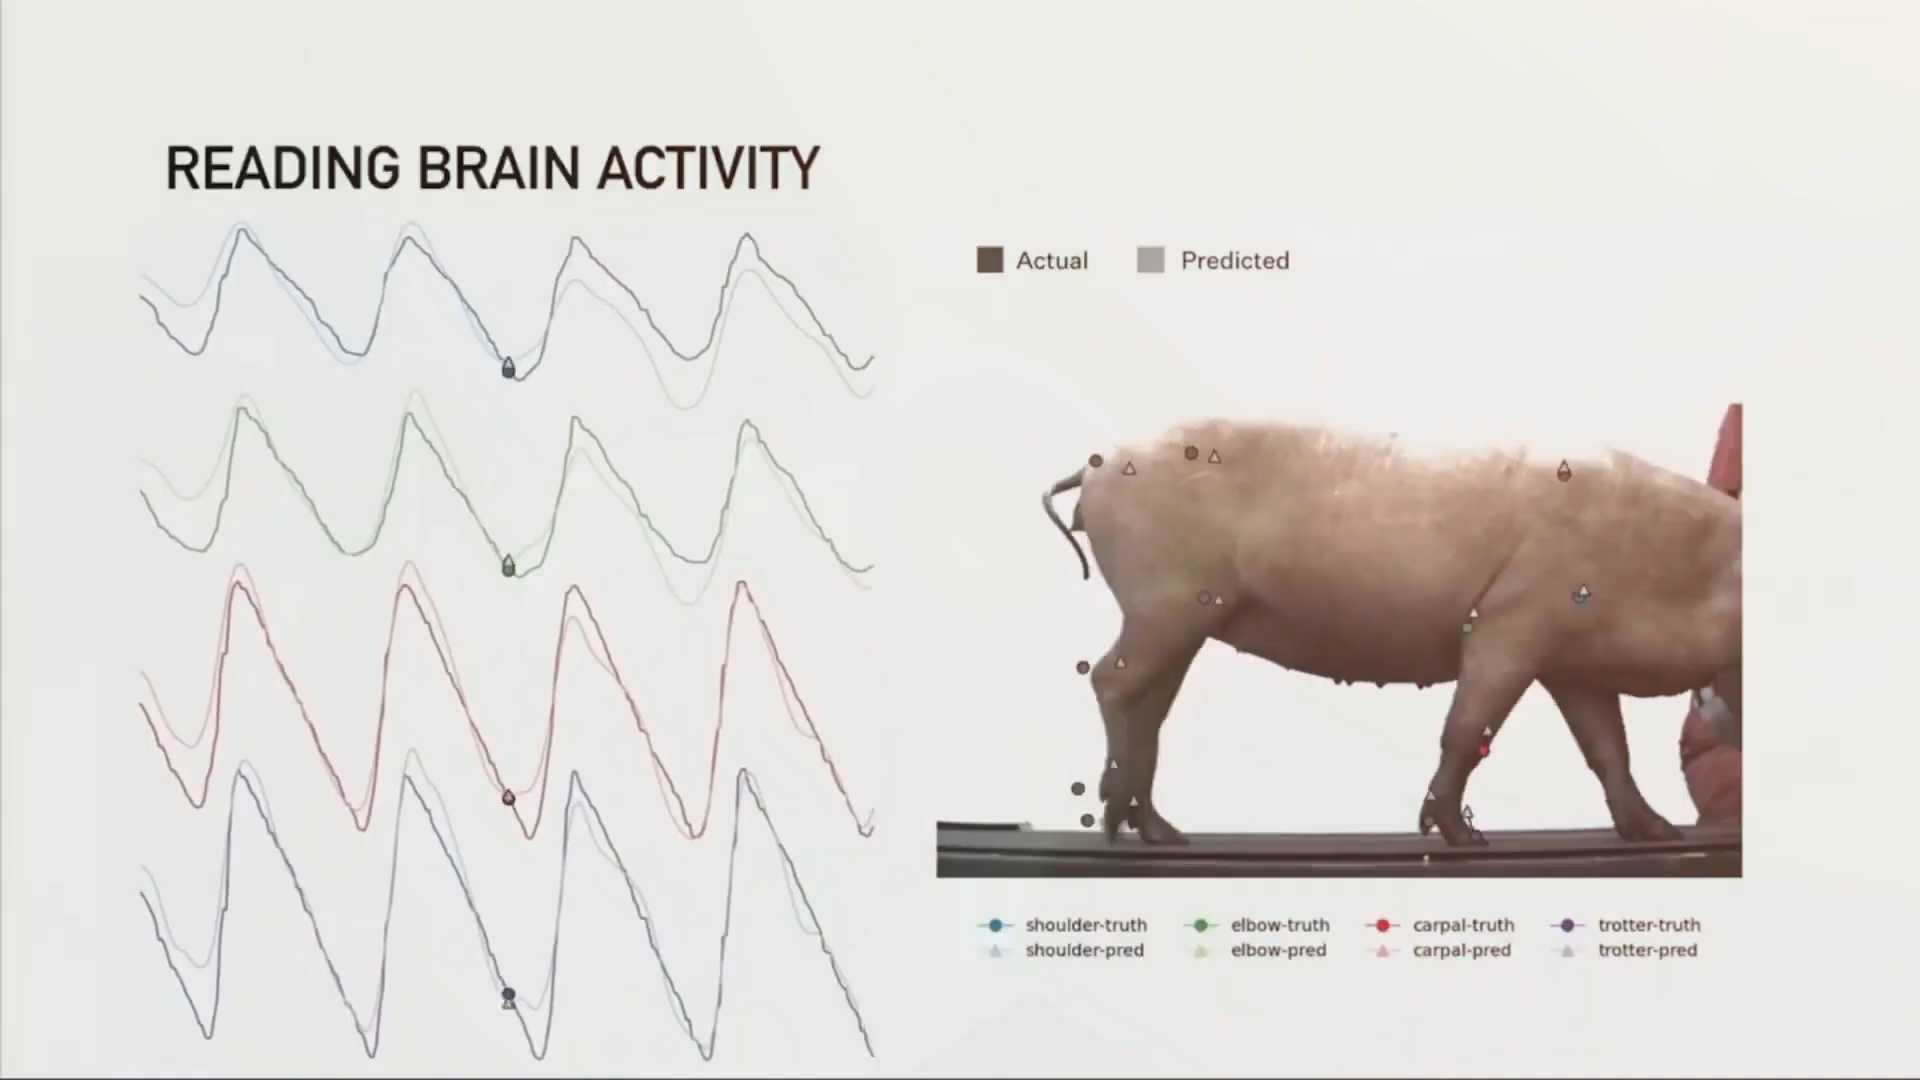 READING BRAIN ACTIVITY
Actual Predicted
shoulder-truth elbow-truth carpal-truth trotter-truth
shoulder-pred elbow-pred carpal-pred trotter-pred